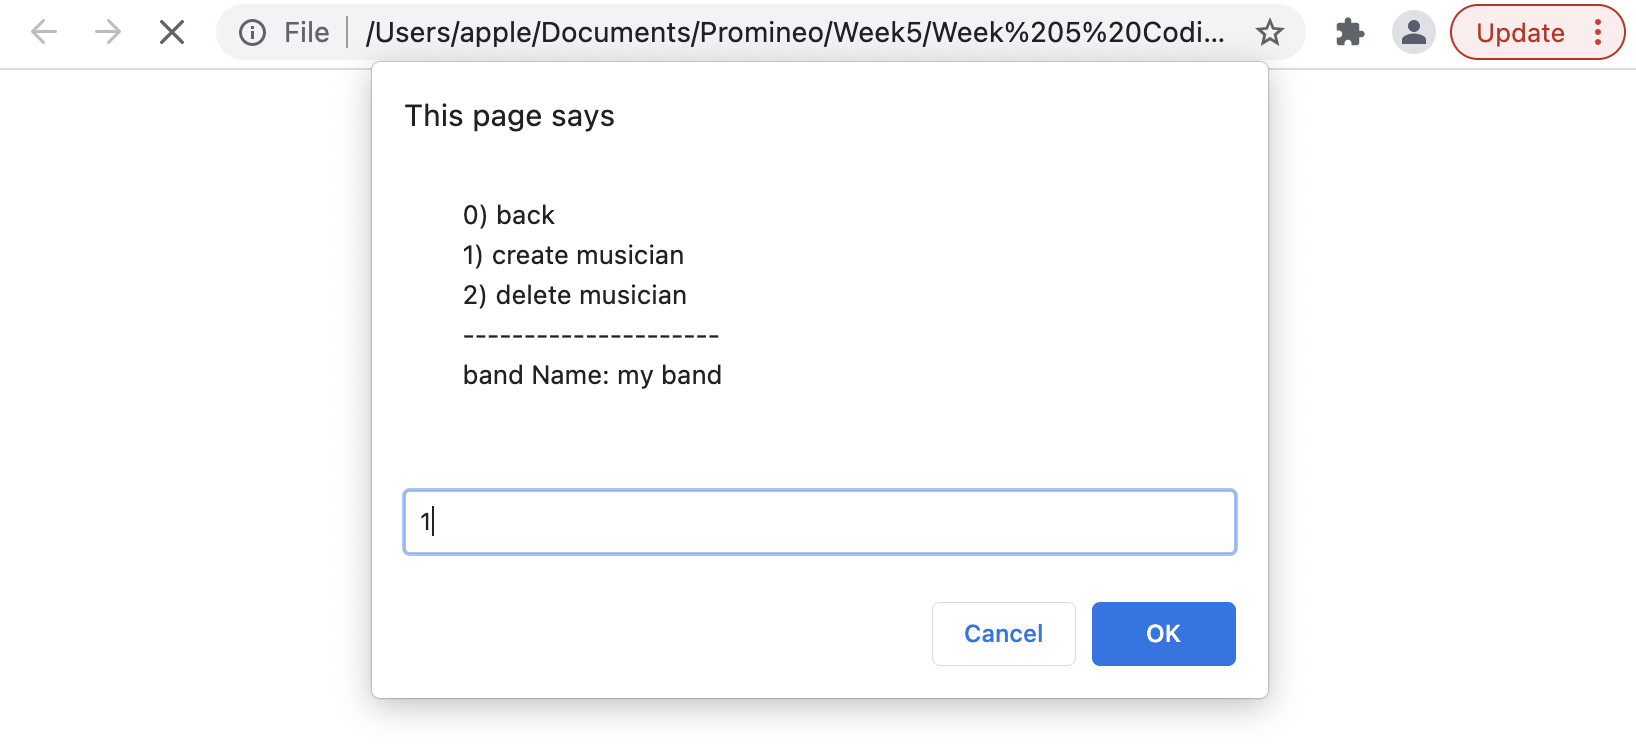 File /Users/apple/Documents/Promineo/Week5/Week%205%20Codi... Update
This page says
0) back
1) create musician
2) delete musician
---------------------
band Name: my band
1
Cancel OK